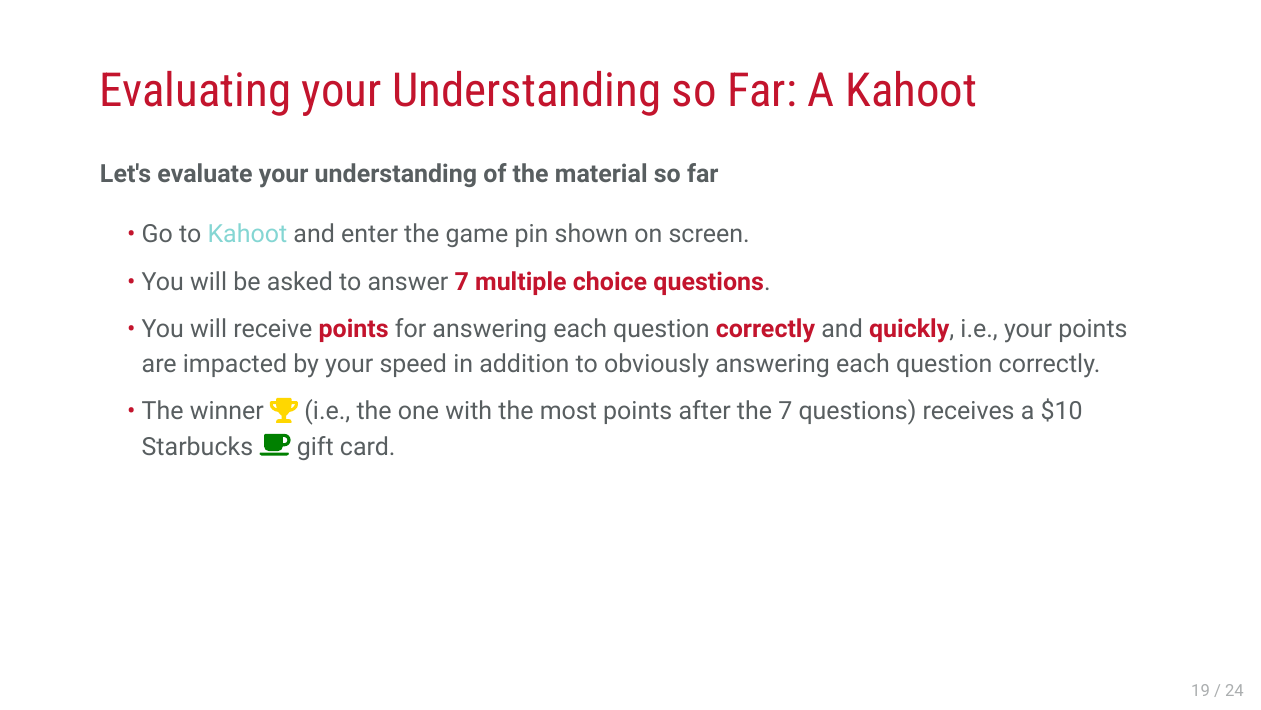 Evaluating your Understanding so Far: A Kahoot
Let's evaluate your understanding of the material so far
• Go to Kahoot and enter the game pin shown on screen.
• You will be asked to answer 7 multiple choice questions.
• You will receive points for answering each question correctly and quickly, i.e., your points
are impacted by your speed in addition to obviously answering each question correctly.
• The winner (i.e., the one with the most points after the 7 questions) receives a $10
Starbucks gift card.
19 / 24